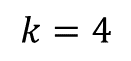 k = 4